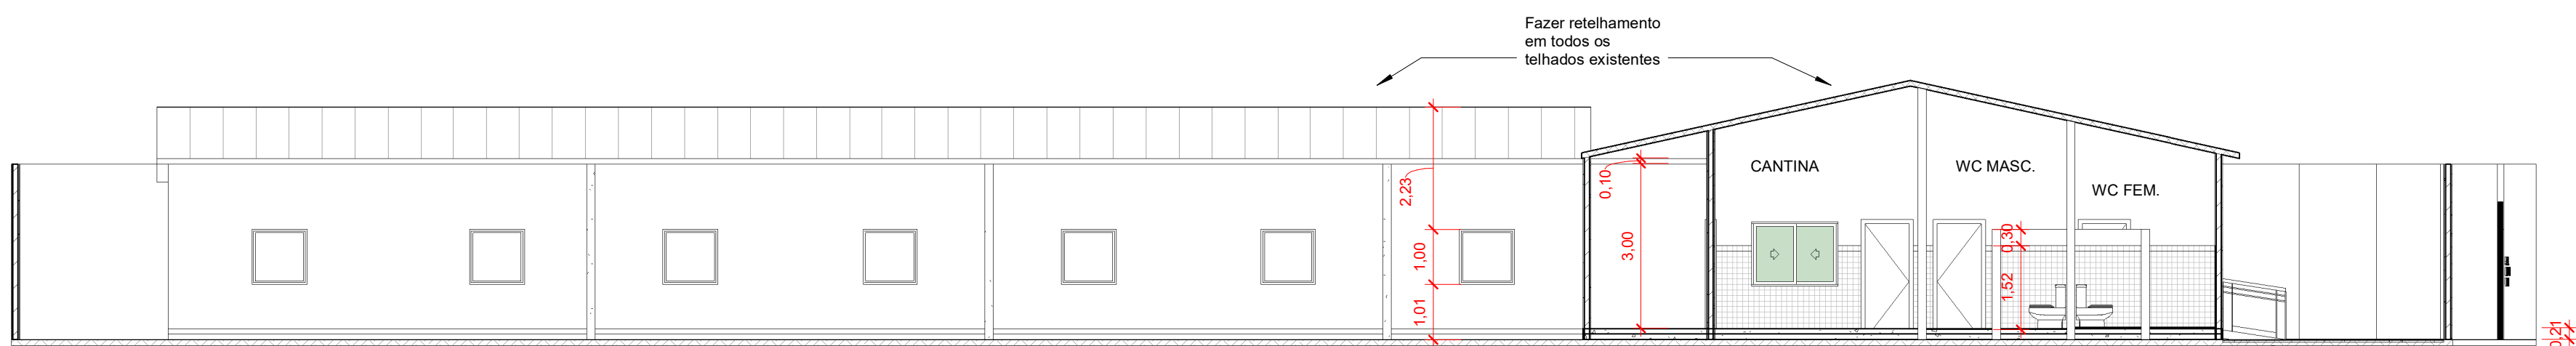 Fazer retelhamento
em todos os
telhados existentes
CANTINA
WC MASC.
WC FEM.
2,23
0,10
3,00
1,00
1,01
0,30
1,52
0,21